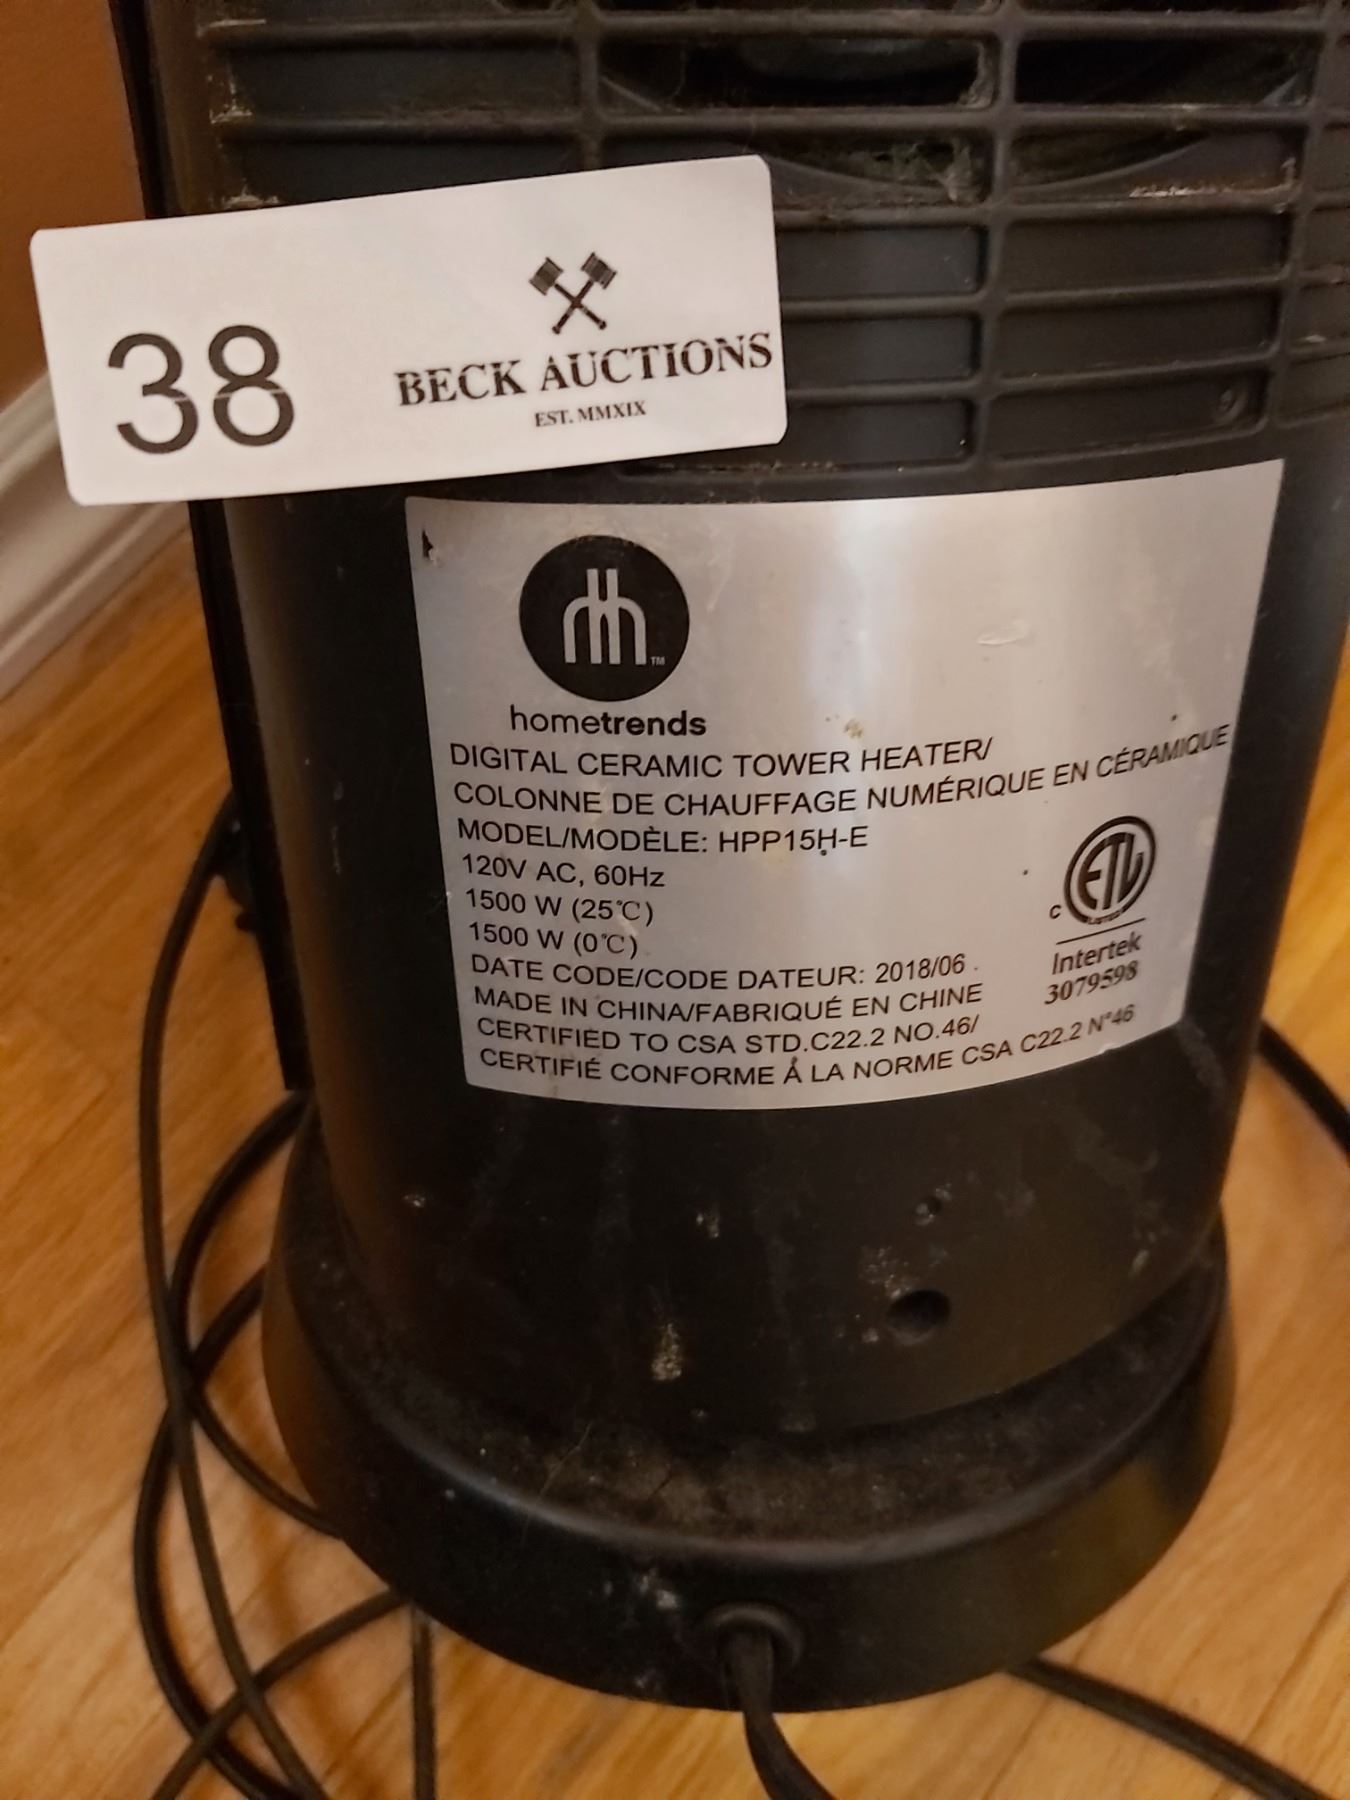 38
BECK AUCTIONS
EST. MMXIX
TM
hometrends
DIGITAL CERAMIC TOWER HEATER/
COLONNE DE CHAUFFAGE NUMÉRIQUE EN CÉRAMIQUE
MODEL/MODÈLE: HPP15H-E
120V AC, 60Hz
1500 W (25℃)
1500 W (0℃)
DATE CODE/CODE DATEUR: 2018/06
MADE IN CHINA/FABRIQUÉ EN CHINE
CERTIFIED TO CSA STD.C22.2 NO.46/
CERTIFIÉ CONFORME À LA NORME CSA C22.2 N°46
ETL
C LISTED
Intertek
3079598